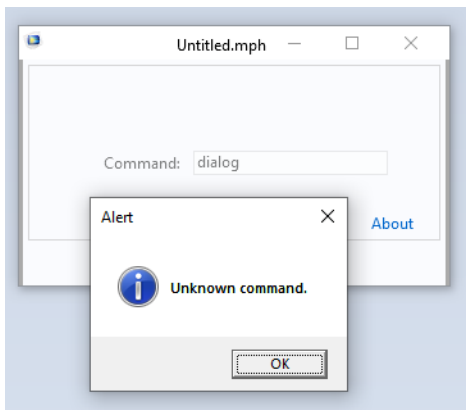 Untitled.mph
Command: dialog
Alert
About
Unknown command.
OK